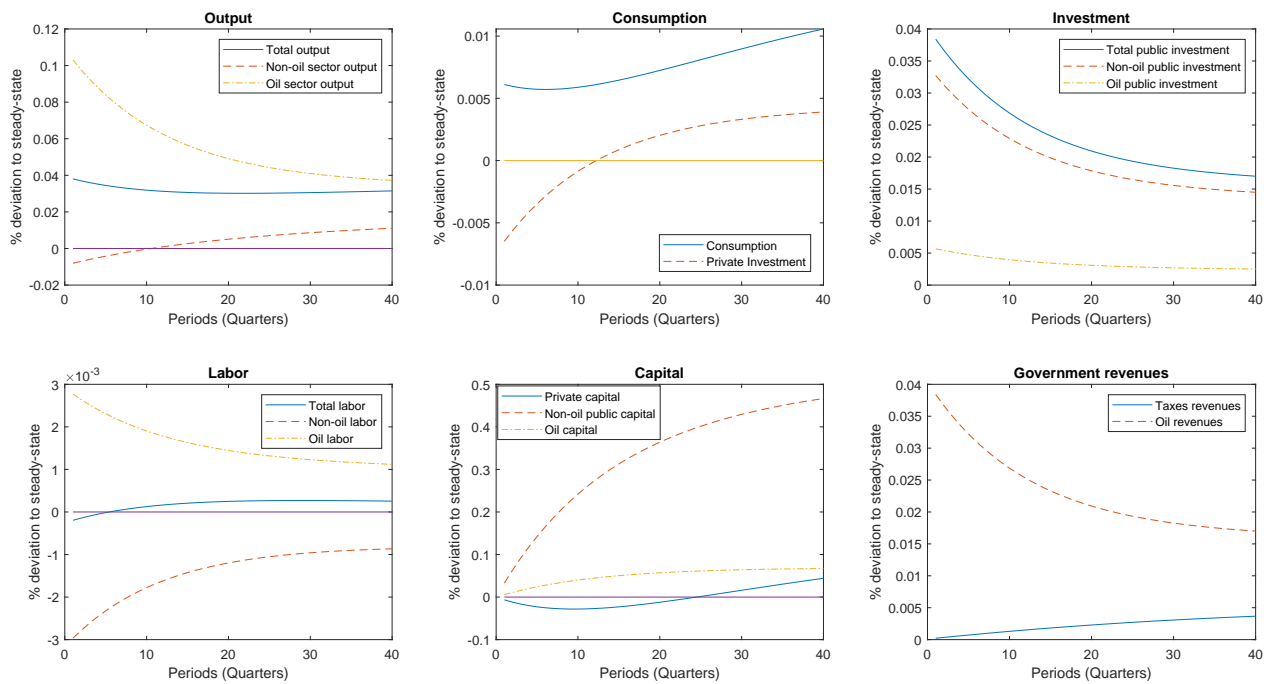 Output
% deviation to steady-state
0.12
0.1
0.08
0.06
0.04
0.02
0
-0.02
Total output
Non-oil sector output
Oil sector output
0 10 20 30 40
Periods (Quarters)
Consumption
% deviation to steady-state
0.01
0.005
0
-0.005
-0.01
Consumption
Private Investment
0 10 20 30 40
Periods (Quarters)
Investment
% deviation to steady-state
0.04
0.035
0.03
0.025
0.02
0.015
0.01
0.005
0
Total public investment
Non-oil public investment
Oil public investment
0 10 20 30 40
Periods (Quarters)
Labor
×10-3
% deviation to steady-state
3
2
1
0
-1
-2
-3
Total labor
Non-oil labor
Oil labor
0 10 20 30 40
Periods (Quarters)
Capital
% deviation to steady-state
0.5
0.4
0.3
0.2
0.1
0
-0.1
Private capital
Non-oil public capital
Oil capital
0 10 20 30 40
Periods (Quarters)
Government revenues
% deviation to steady-state
0.04
0.035
0.03
0.025
0.02
0.015
0.01
0.005
0
Taxes revenues
Oil revenues
0 10 20 30 40
Periods (Quarters)